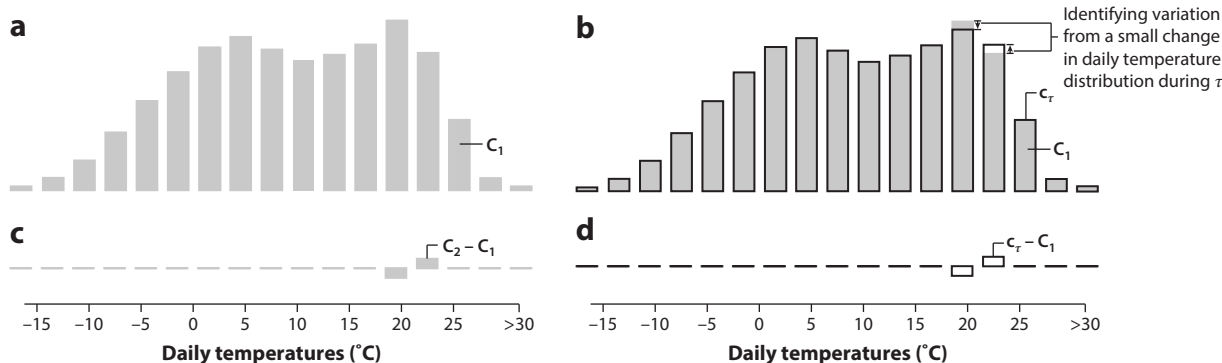 a
C₁
b
Identifying variation
from a small change
in daily temperature
distribution during τ
c_τ
C₁
c
C₂ – C₁
d
c_τ – C₁
–15 –10 –5 0 5 10 15 20 25 >30
Daily temperatures (˚C)
–15 –10 –5 0 5 10 15 20 25 >30
Daily temperatures (˚C)